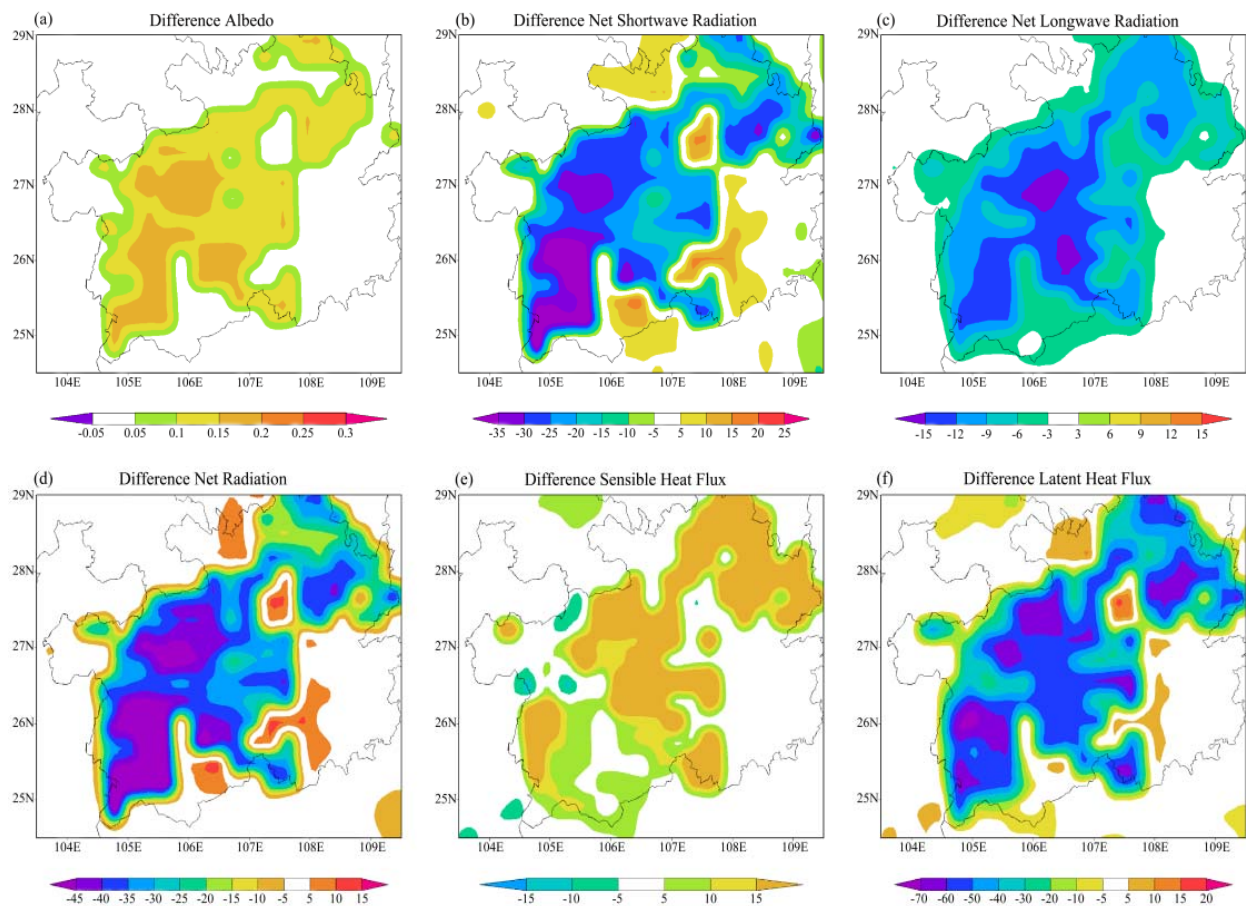 (a) Difference Albedo
(b) Difference Net Shortwave Radiation
(c) Difference Net Longwave Radiation
29N
28N
27N
26N
25N
104E 105E 106E 107E 108E 109E
-0.05 0.05 0.1 0.15 0.2 0.25 0.3
29N
28N
27N
26N
25N
104E 105E 106E 107E 108E 109E
-35 -30 -25 -20 -15 -10 -5 5 10 15 20 25
29N
28N
27N
26N
25N
104E 105E 106E 107E 108E 109E
-15 -12 -9 -6 -3 3 6 9 12 15
(d) Difference Net Radiation
(e) Difference Sensible Heat Flux
(f) Difference Latent Heat Flux
29N
28N
27N
26N
25N
104E 105E 106E 107E 108E 109E
-45 -40 -35 -30 -25 -20 -15 -10 -5 5 10 15
29N
28N
27N
26N
25N
104E 105E 106E 107E 108E 109E
-15 -10 -5 5 10 15
29N
28N
27N
26N
25N
104E 105E 106E 107E 108E 109E
-70 -60 -50 -40 -30 -20 -10 -5 5 10 15 20